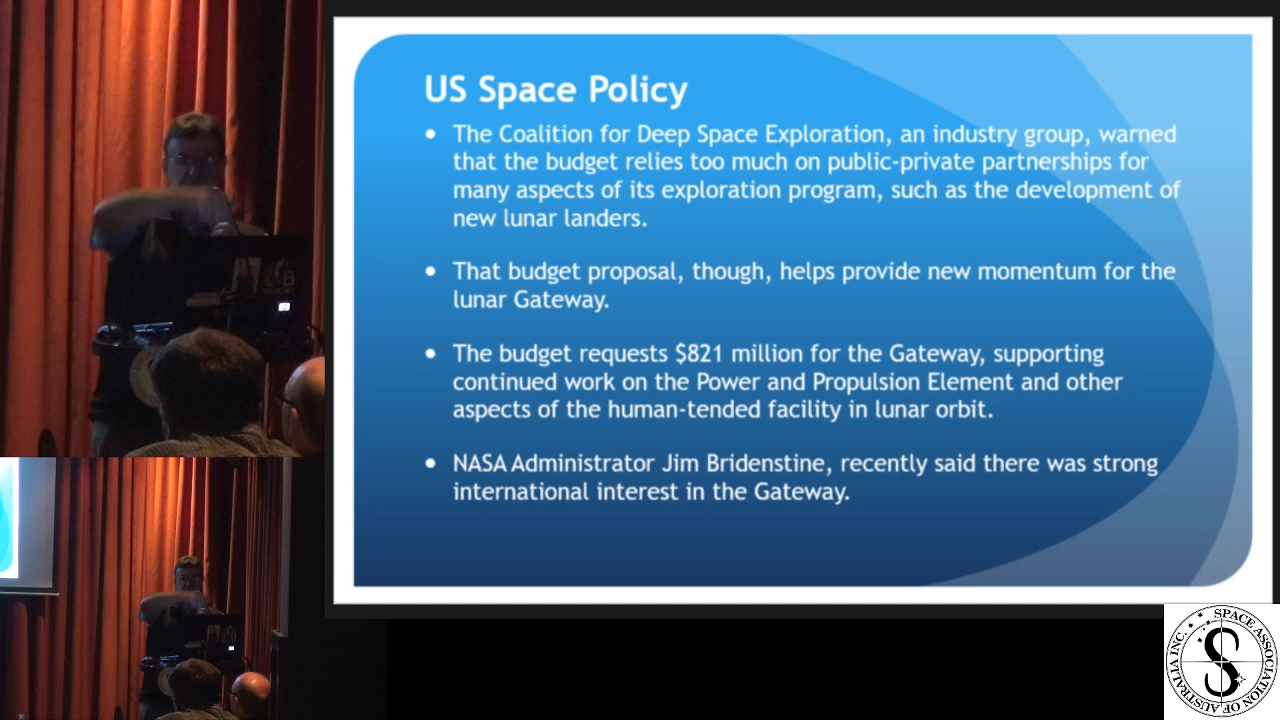 US Space Policy
• The Coalition for Deep Space Exploration, an industry group, warned
that the budget relies too much on public-private partnerships for
many aspects of its exploration program, such as the development of
new lunar landers.
• That budget proposal, though, helps provide new momentum for the
lunar Gateway.
• The budget requests $821 million for the Gateway, supporting
continued work on the Power and Propulsion Element and other
aspects of the human-tended facility in lunar orbit.
• NASA Administrator Jim Bridenstine, recently said there was strong
international interest in the Gateway.
SPACE ASSOCIATION OF AUSTRALIA INC.
S